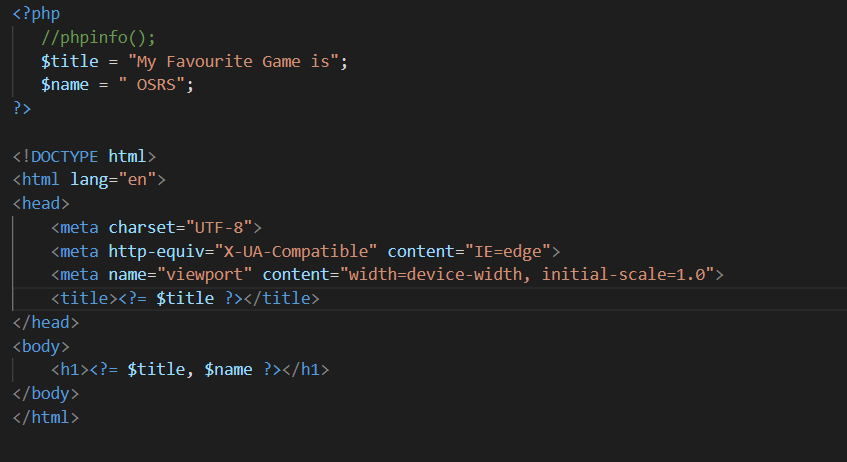 <?php
//phpinfo();
$title = "My Favourite Game is";
$name = " OSRS";
?>
<!DOCTYPE html>
<html lang="en">
<head>
<meta charset="UTF-8">
<meta http-equiv="X-UA-Compatible" content="IE=edge">
<meta name="viewport" content="width=device-width, initial-scale=1.0">
<title><?= $title ?></title>
</head>
<body>
<h1><?= $title, $name ?></h1>
</body>
</html>